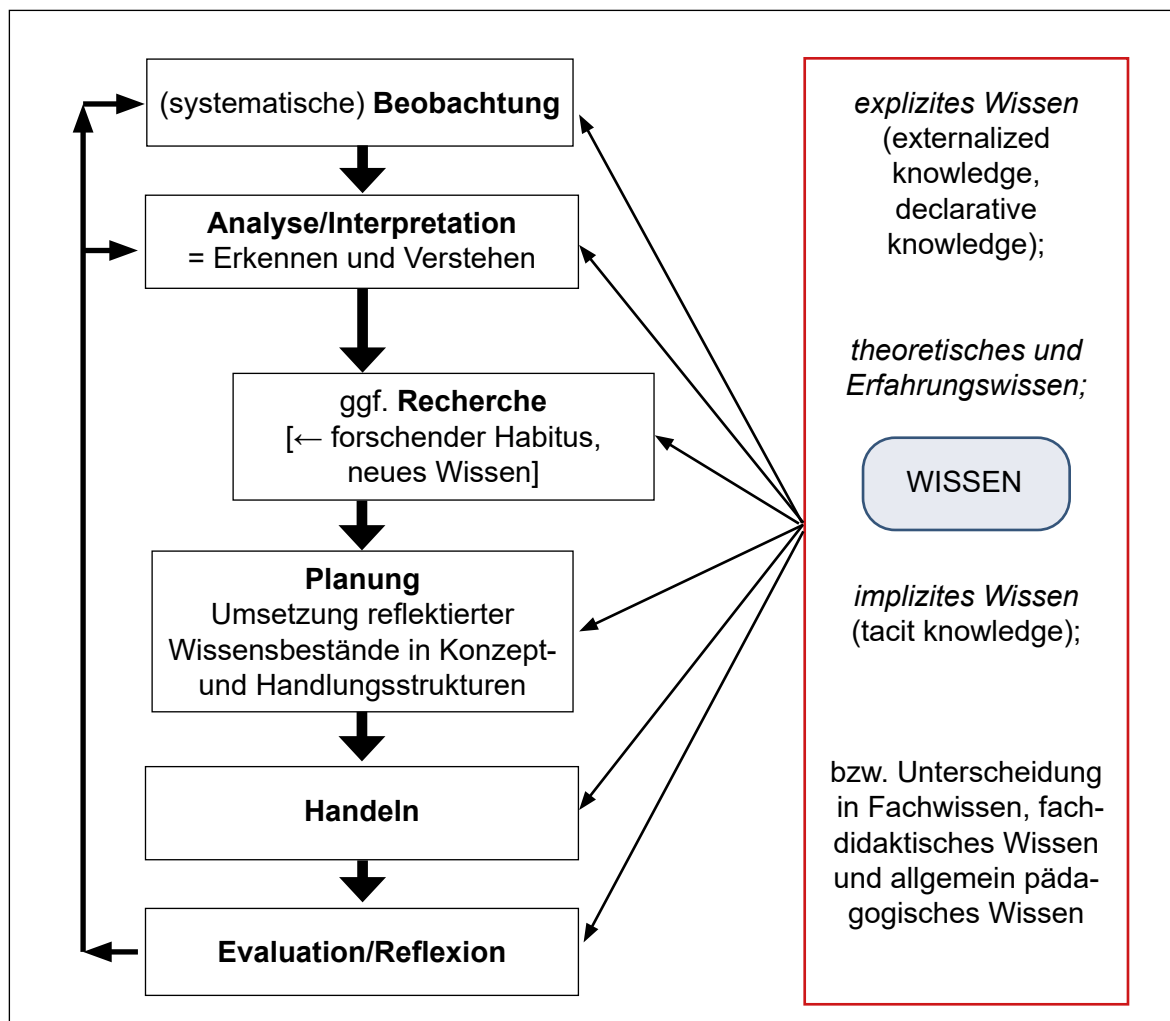 (systematische) Beobachtung
Analyse/Interpretation
= Erkennen und Verstehen
ggf. Recherche
[← forschender Habitus,
neues Wissen]
Planung
Umsetzung reflektierter
Wissensbestände in Konzept-
und Handlungsstrukturen
Handeln
Evaluation/Reflexion
explizites Wissen
(externalized
knowledge,
declarative
knowledge);
theoretisches und
Erfahrungswissen;
WISSEN
implizites Wissen
(tacit knowledge);
bzw. Unterscheidung
in Fachwissen, fach-
didaktisches Wissen
und allgemein päda-
gogisches Wissen